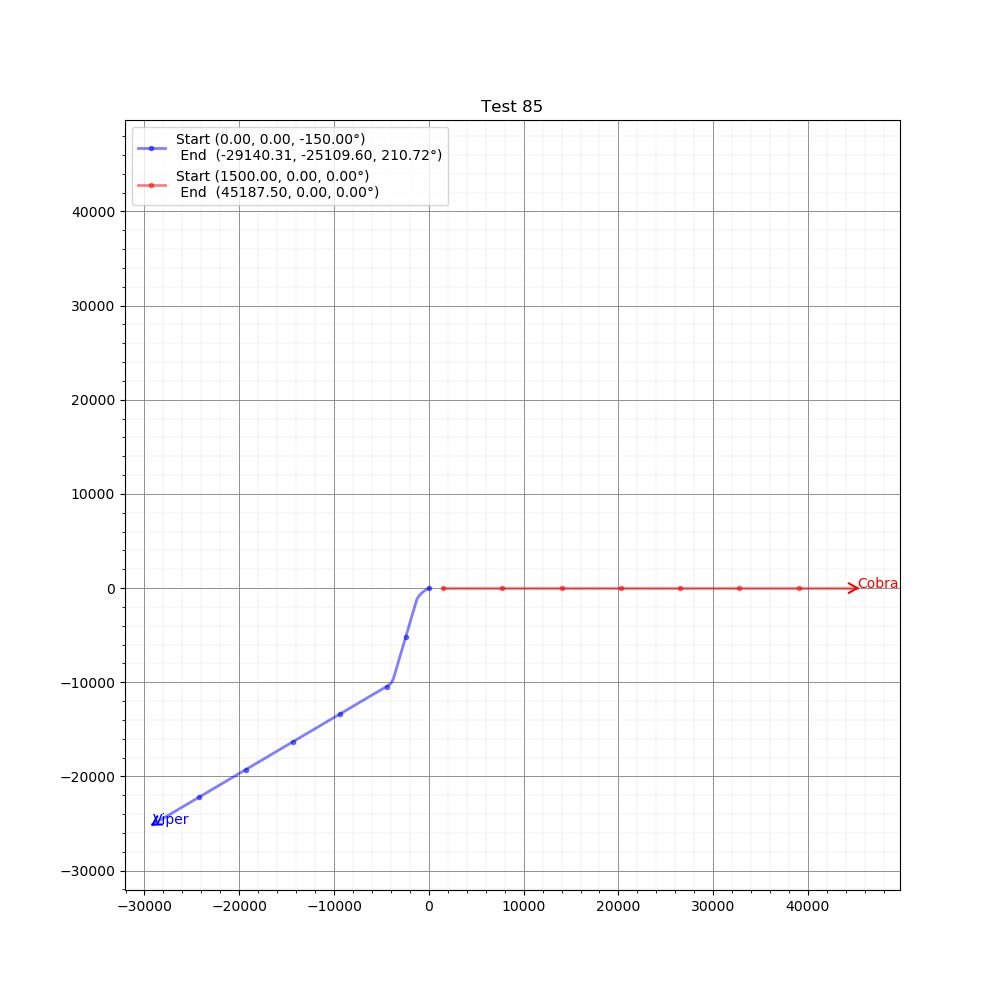 Test 85
Start (0.00, 0.00, -150.00°)
End (-29140.31, -25109.60, 210.72°)
Start (1500.00, 0.00, 0.00°)
End (45187.50, 0.00, 0.00°)
40000
30000
20000
10000
0
−10000
−20000
−30000
Cobra
Viper
−30000 −20000 −10000 0 10000 20000 30000 40000